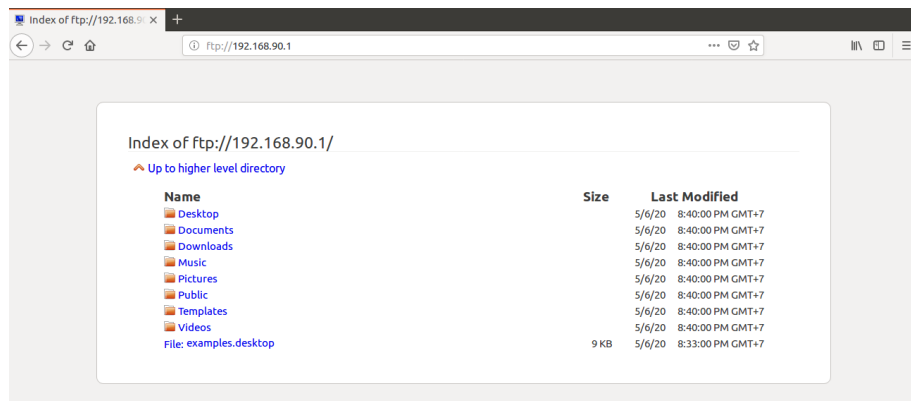 Index of ftp://192.168.9
ftp://192.168.90.1
Index of ftp://192.168.90.1/
Up to higher level directory
Name Size Last Modified
Desktop 5/6/20 8:40:00 PM GMT+7
Documents 5/6/20 8:40:00 PM GMT+7
Downloads 5/6/20 8:40:00 PM GMT+7
Music 5/6/20 8:40:00 PM GMT+7
Pictures 5/6/20 8:40:00 PM GMT+7
Public 5/6/20 8:40:00 PM GMT+7
Templates 5/6/20 8:40:00 PM GMT+7
Videos 5/6/20 8:40:00 PM GMT+7
File: examples.desktop 9 KB 5/6/20 8:33:00 PM GMT+7